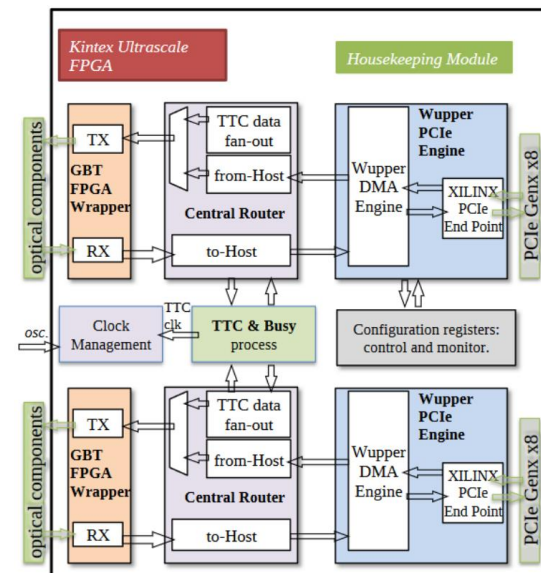 Kintex Ultrascale
FPGA
Housekeeping Module
optical components
TX
GBT
FPGA
Wrapper
RX
TTC data
fan-out
from-Host
Central Router
to-Host
Wupper
DMA
Engine
Wupper
PCIe
Engine
XILINX
PCIe
End Point
PCIe Genx x8
osc.
Clock
Management
TTC
clk
TTC & Busy
process
Configuration registers:
control and monitor.
optical components
TX
GBT
FPGA
Wrapper
RX
TTC data
fan-out
from-Host
Central Router
to-Host
Wupper
DMA
Engine
Wupper
PCIe
Engine
XILINX
PCIe
End Point
PCIe Genx x8